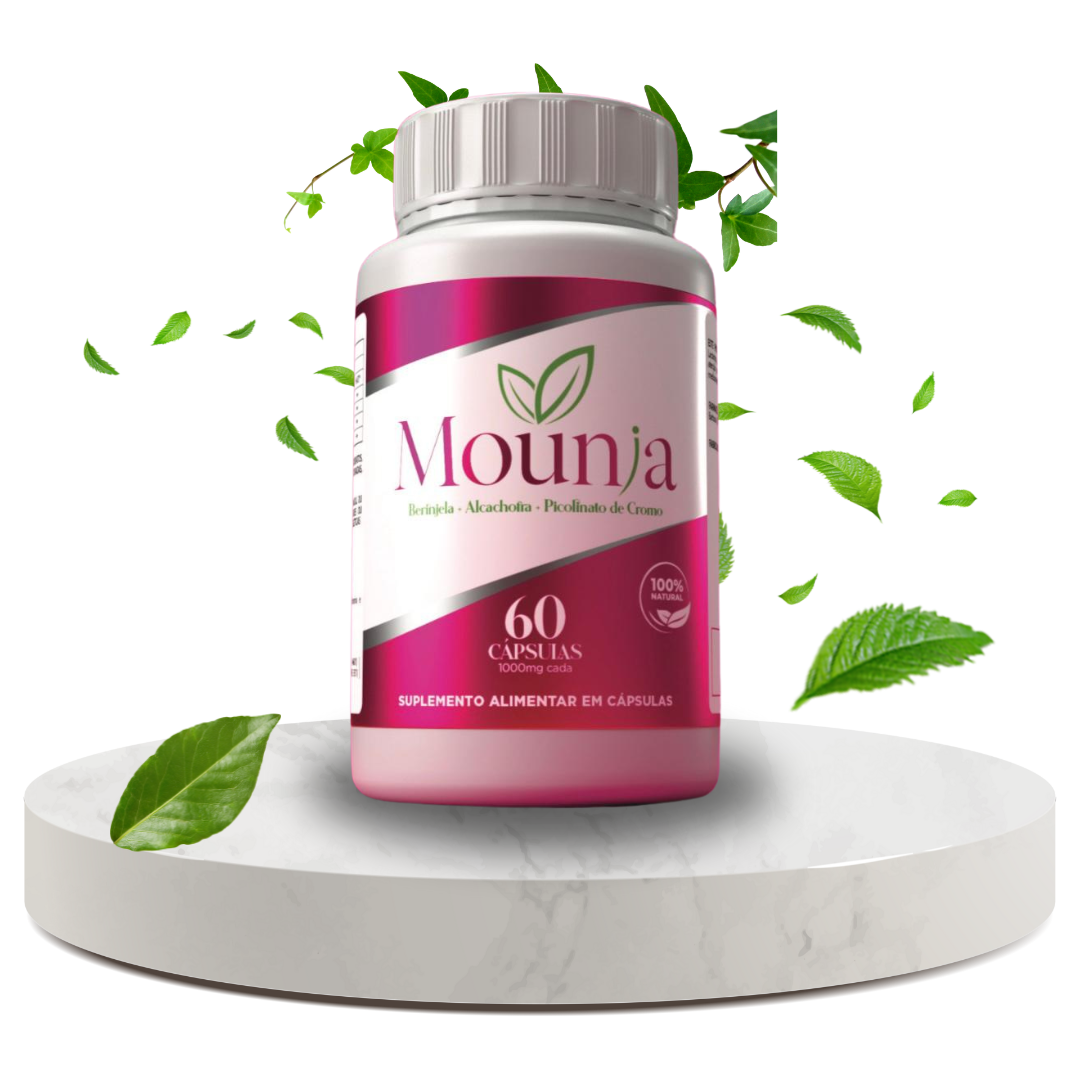 Mounja
Berinjela • Alcachofra • Picolinato de Cromo
100%
NATURAL
60
CÁPSULAS
1000mg cada
SUPLEMENTO ALIMENTAR EM CÁPSULAS